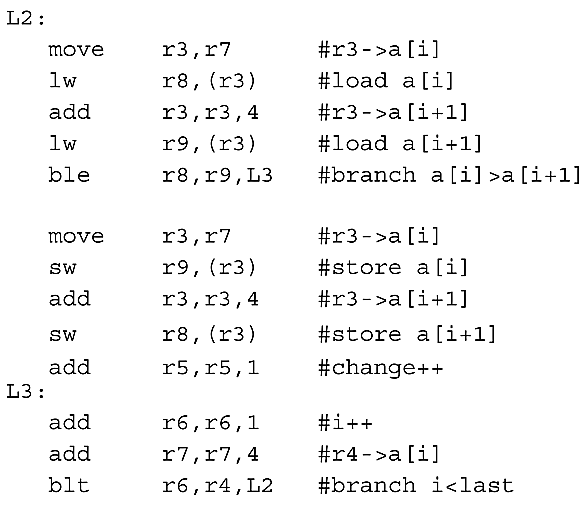 L2:
move r3,r7 #r3->a[i]
lw r8,(r3) #load a[i]
add r3,r3,4 #r3->a[i+1]
lw r9,(r3) #load a[i+1]
ble r8,r9,L3 #branch a[i]>a[i+1]
move r3,r7 #r3->a[i]
sw r9,(r3) #store a[i]
add r3,r3,4 #r3->a[i+1]
sw r8,(r3) #store a[i+1]
add r5,r5,1 #change++
L3:
add r6,r6,1 #i++
add r7,r7,4 #r4->a[i]
blt r6,r4,L2 #branch i<last